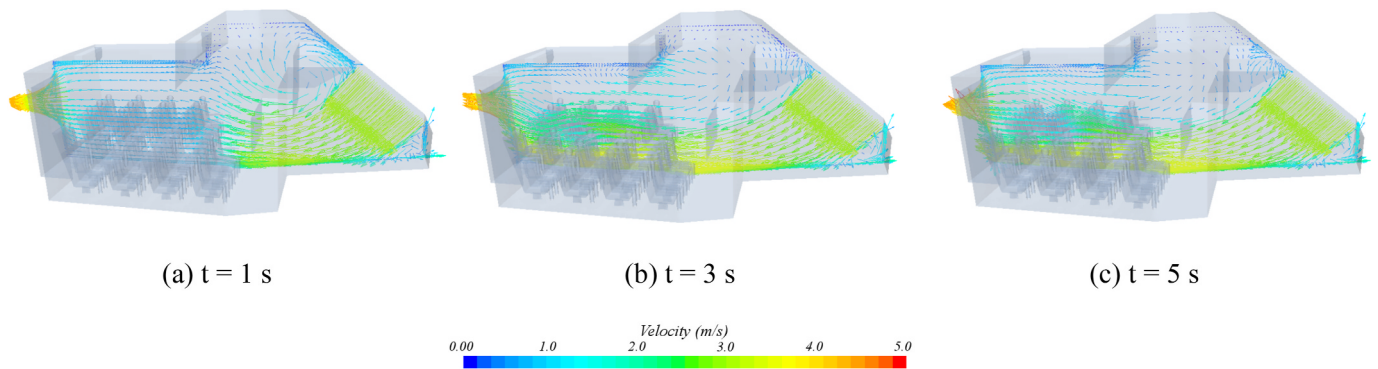 (a) t = 1 s
(b) t = 3 s
(c) t = 5 s
Velocity (m/s)
0.00 1.0 2.0 3.0 4.0 5.0